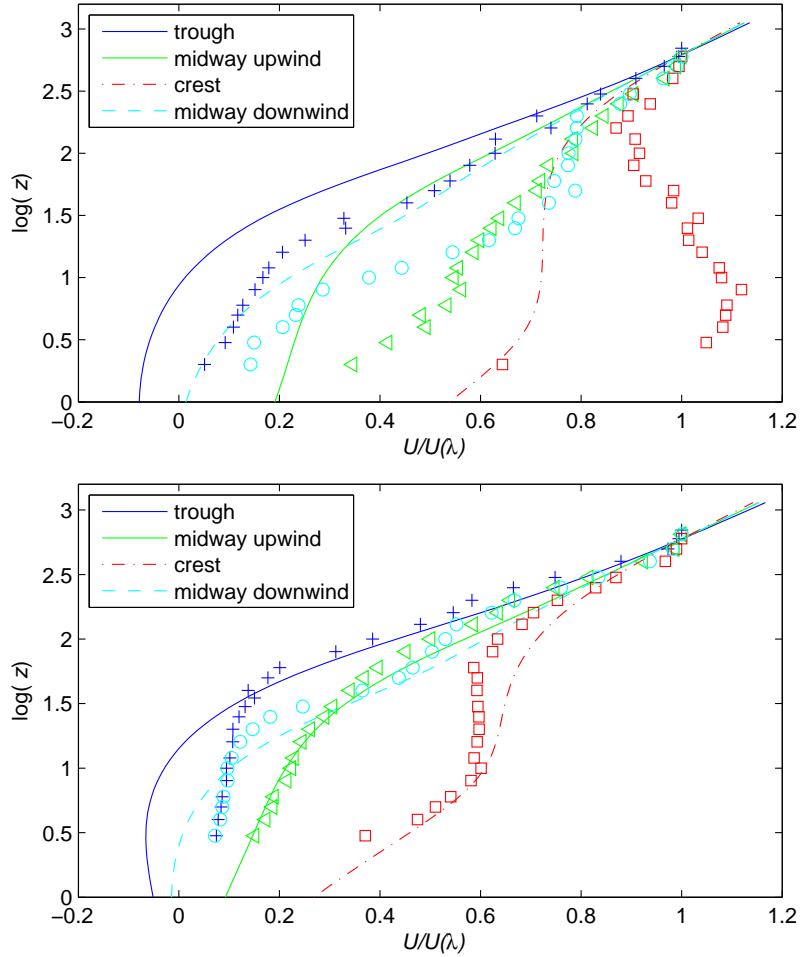 3
2.5
2
1.5
1
0.5
0
log( z)
trough
midway upwind
crest
midway downwind
−0.2 0 0.2 0.4 0.6 0.8 1 1.2
U/U(λ)
3
2.5
2
1.5
1
0.5
0
log( z)
trough
midway upwind
crest
midway downwind
−0.2 0 0.2 0.4 0.6 0.8 1 1.2
U/U(λ)